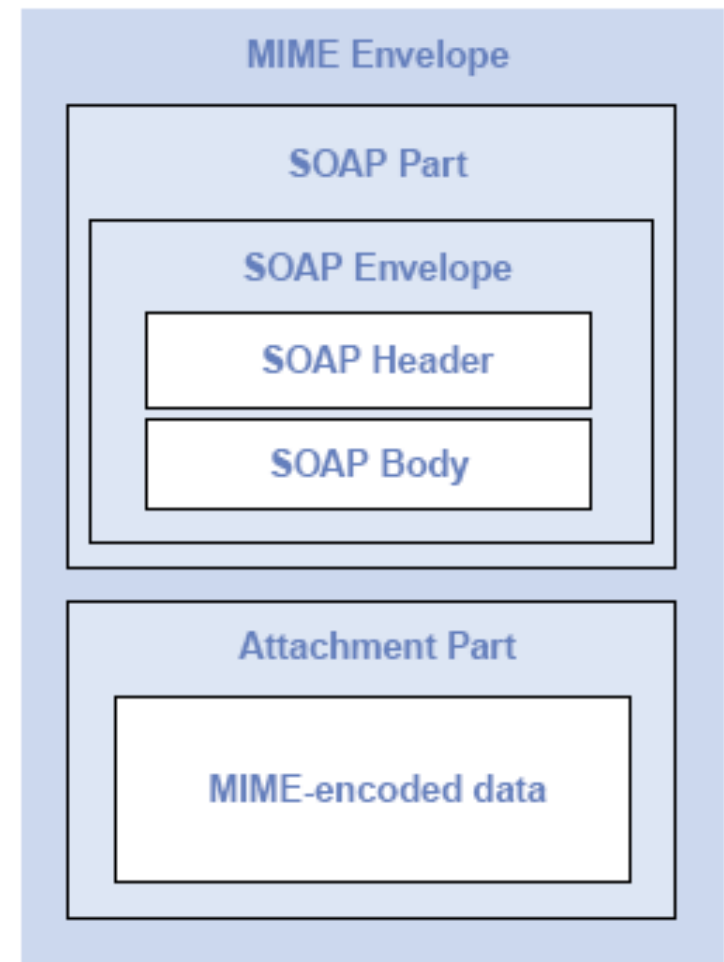 MIME Envelope
SOAP Part
SOAP Envelope
SOAP Header
SOAP Body
Attachment Part
MIME-encoded data